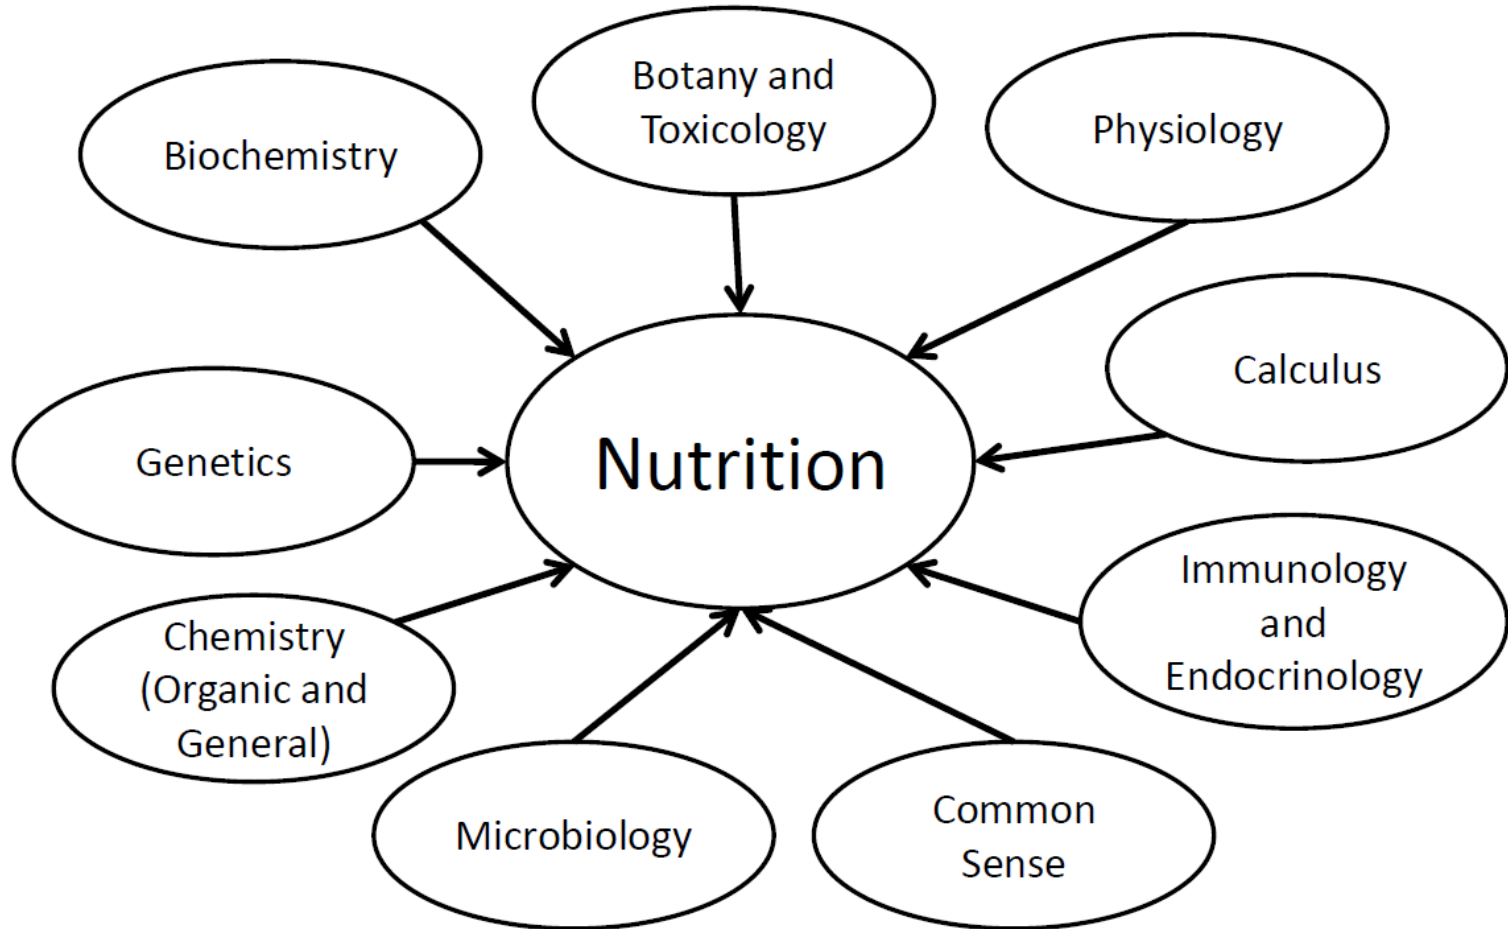 Botany and
Toxicology
Physiology
Biochemistry
Calculus
Nutrition
Genetics
Immunology
and
Endocrinology
Chemistry
(Organic and
General)
Microbiology
Common
Sense